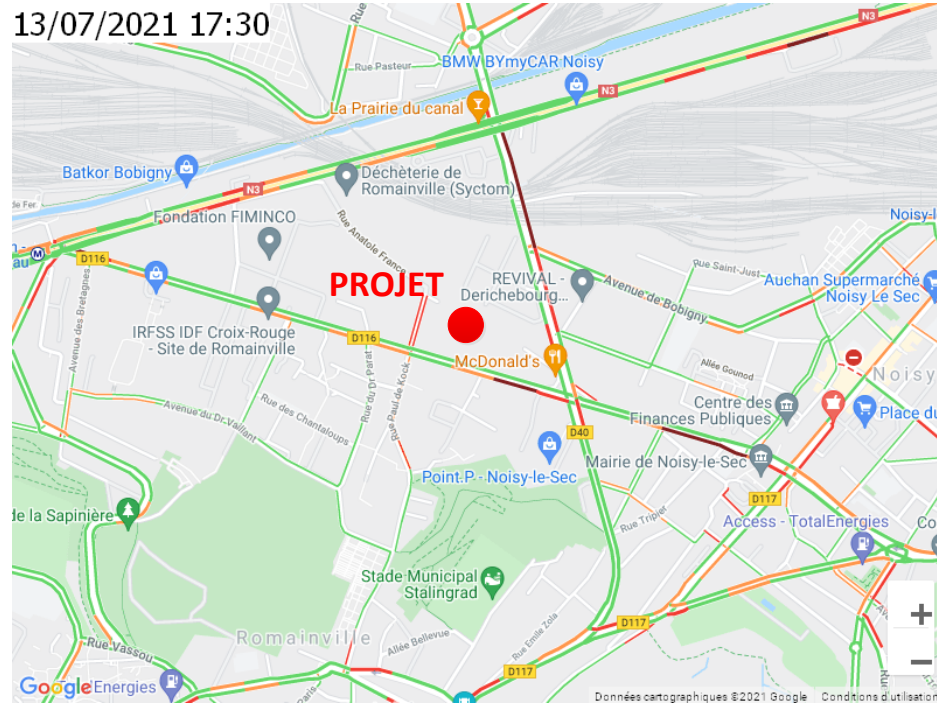 13/07/2021 17:30
Rue Pasteur
BMW BYmyCAR Noisy
N3
N3
La Prairie du canal
Batkor Bobigny
Déchèterie de
Romainville (Syctom)
N3
de Fer
Fondation FIMINCO
Rue Anatole France
Noisy-l
D116
Avenue des Bretagnes
PROJET
REVIVAL -
Derichebourg...
Rue Saint-Just
Avenue de Bobigny
Auchan Supermarché
Noisy Le Sec
IRFSS IDF Croix-Rouge
- Site de Romainville
D116
McDonald's
Allée Gounod
Noisy
Rue du Dr Parat
Rue Paul de Kock
Centre des
Finances Publiques
Place du
Avenue du Dr Vaillant
Rue des Chantaloups
D40
Mairie de Noisy-le-Sec
Point.P - Noisy-le-Sec
D117
de la Sapinière
Rue Tripier
Access - TotalEnergies
Co
Stade Municipal
Stalingrad
+
D117
Romainville
Allée Bellevue
Rue Emile Zola
Rue Vassou
D117
−
Google
Energies
Données cartographiques ©2021 Google
Conditions d'utilisation